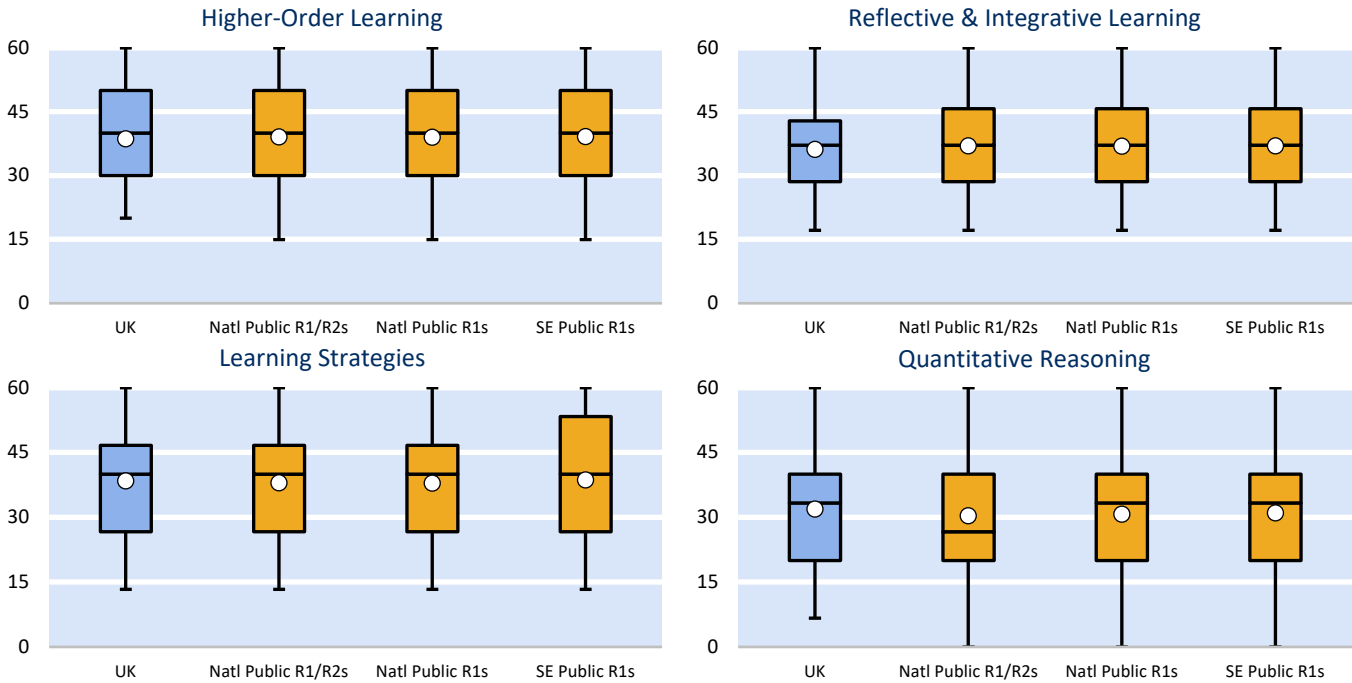 Higher-Order Learning
60
45
30
15
0
UK Natl Public R1/R2s Natl Public R1s SE Public R1s
Reflective & Integrative Learning
60
45
30
15
0
UK Natl Public R1/R2s Natl Public R1s SE Public R1s
Learning Strategies
60
45
30
15
0
UK Natl Public R1/R2s Natl Public R1s SE Public R1s
Quantitative Reasoning
60
45
30
15
0
UK Natl Public R1/R2s Natl Public R1s SE Public R1s